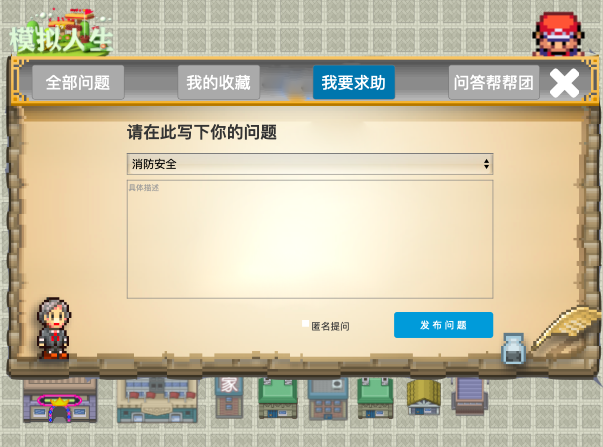 模拟人生
全部问题
我的收藏
我要求助
问答帮帮团
请在此写下你的问题
消防安全
具体描述
匿名提问
发布问题
家